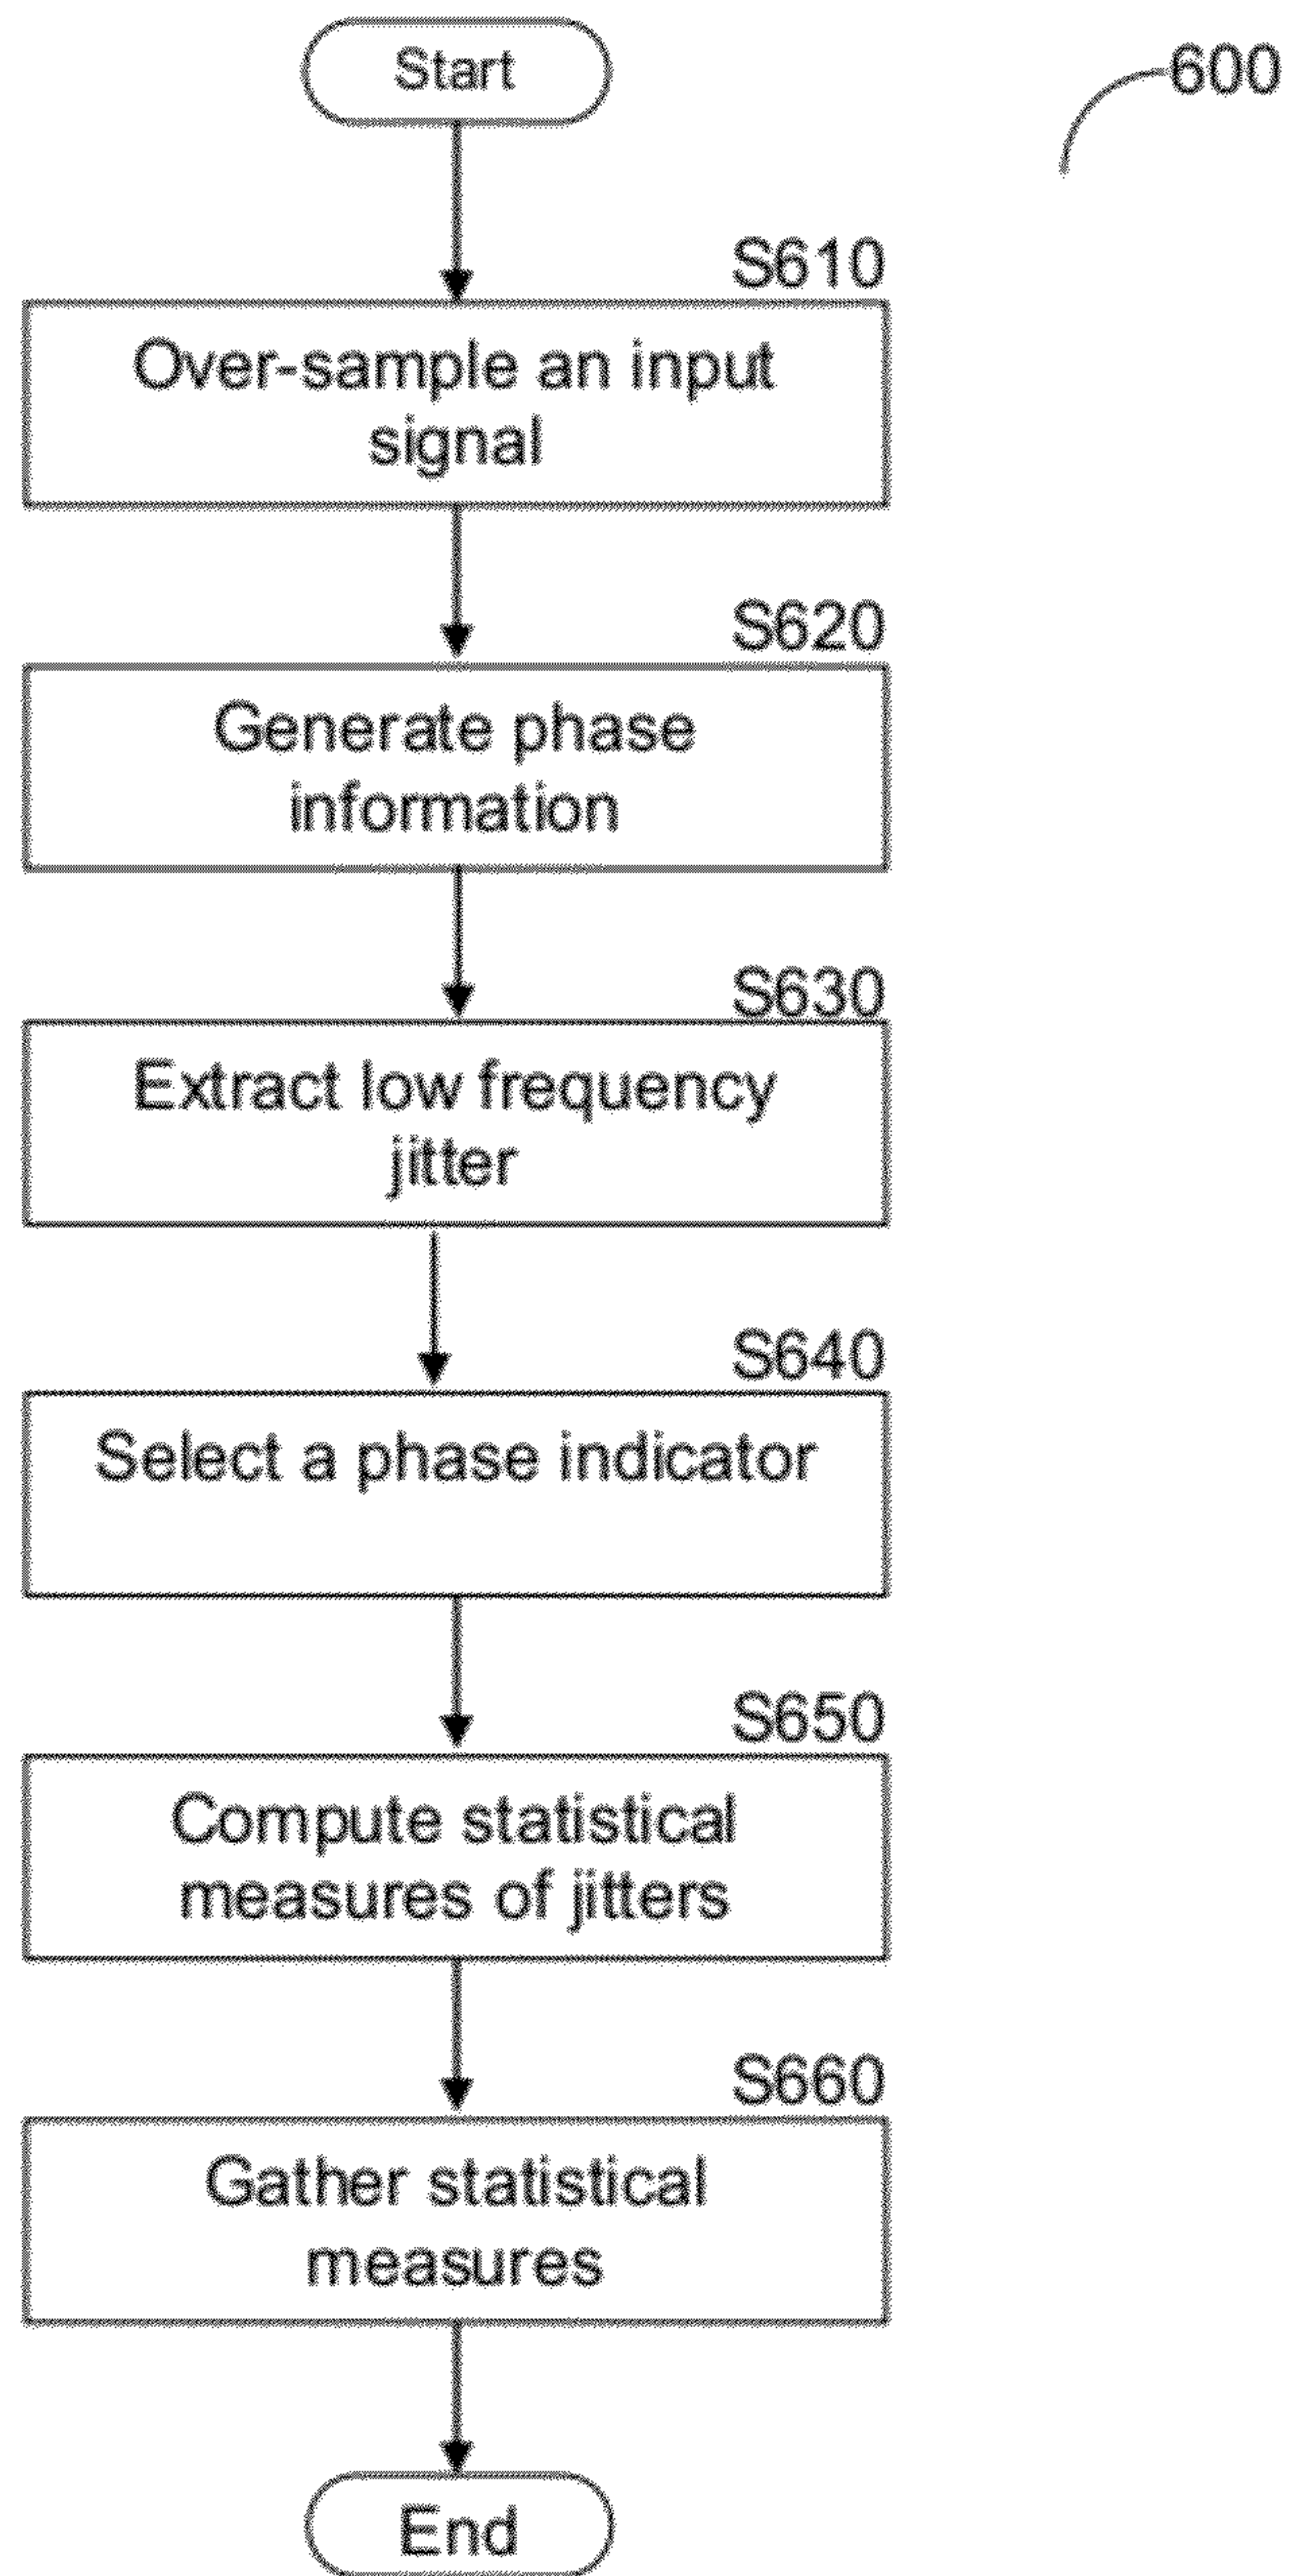 Start
600
S610
Over-sample an input
signal
S620
Generate phase
information
S630
Extract low frequency
jitter
S640
Select a phase indicator
S650
Compute statistical
measures of jitters
S660
Gather statistical
measures
End